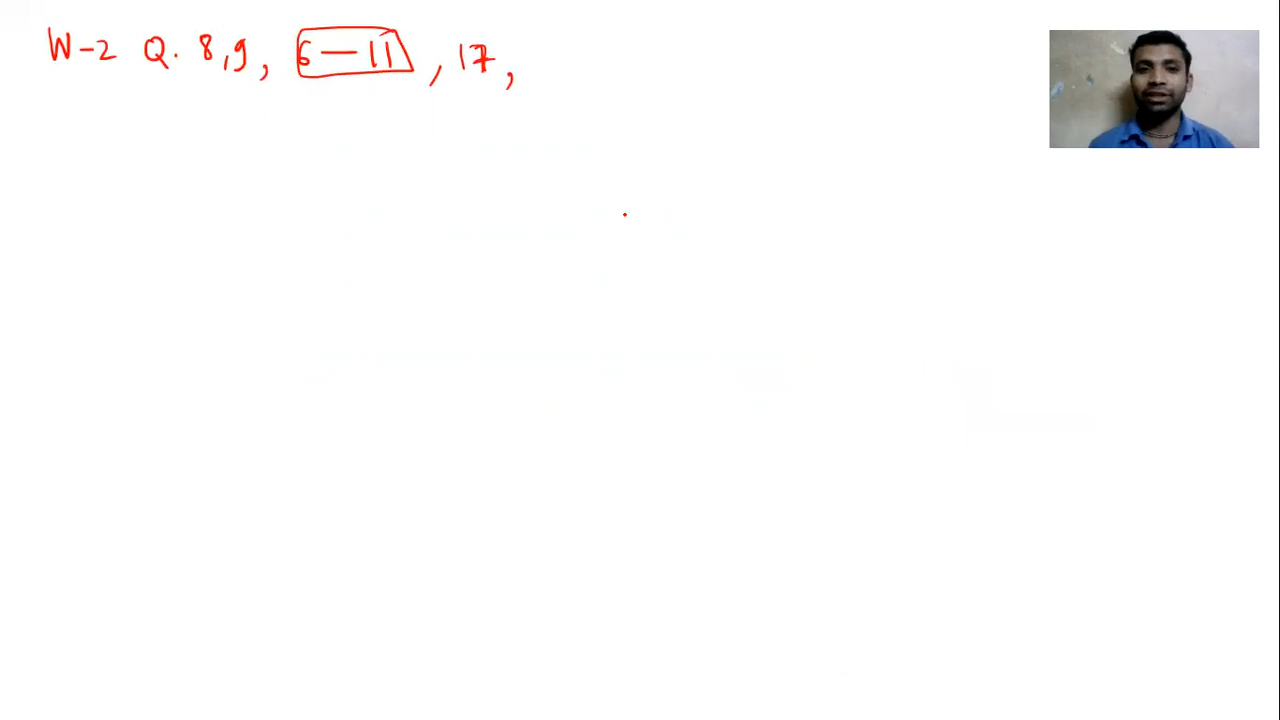 W-2 Q. 8,9, 6 — 11, 17,